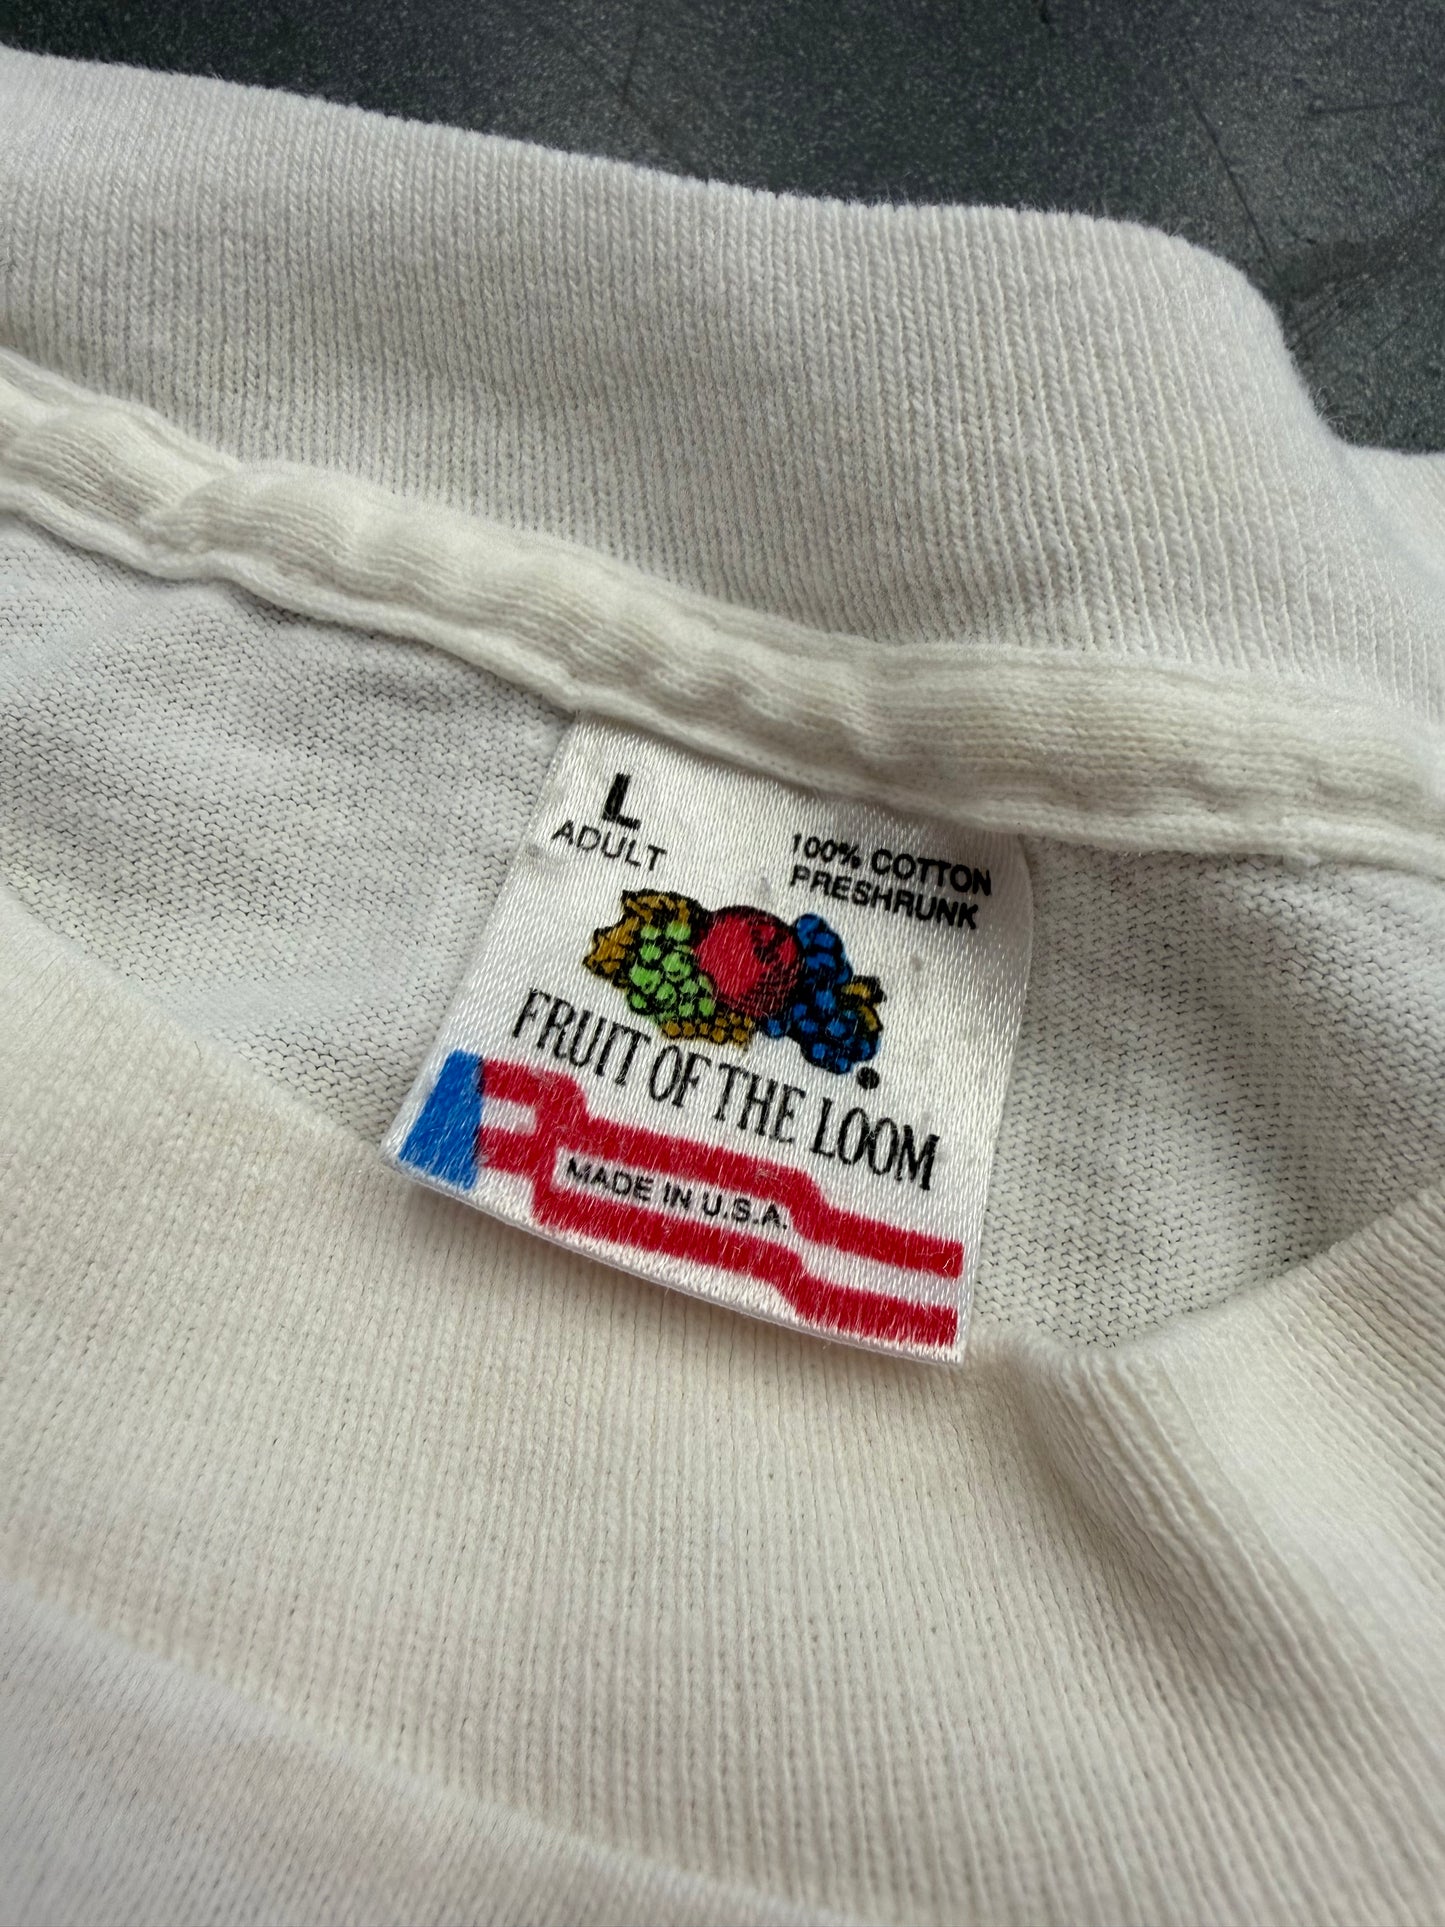 L
ADULT
100% COTTON
PRESHRUNK
FRUIT OF THE LOOM
MADE IN U.S.A.